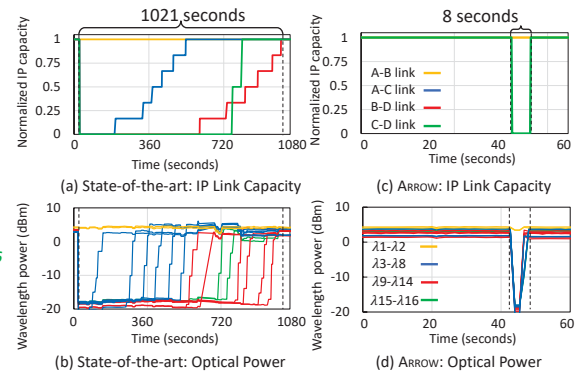 1021 seconds
Normalized IP capacity
1
0.75
0.5
0.25
0
0 360 720 1080
Time (seconds)
(a) State-of-the-art: IP Link Capacity
8 seconds
Normalized IP capacity
1
0.75
0.5
0.25
0
A-B link
A-C link
B-D link
C-D link
0 20 40 60
Time (seconds)
(c) ARROW: IP Link Capacity
Wavelength power (dBm)
10
0
-10
-20
0 360 720 1080
Time (seconds)
(b) State-of-the-art: Optical Power
Wavelength power (dBm)
10
0
-10
-20
λ1-λ2
λ3-λ8
λ9-λ14
λ15-λ16
0 20 40 60
Time (seconds)
(d) ARROW: Optical Power